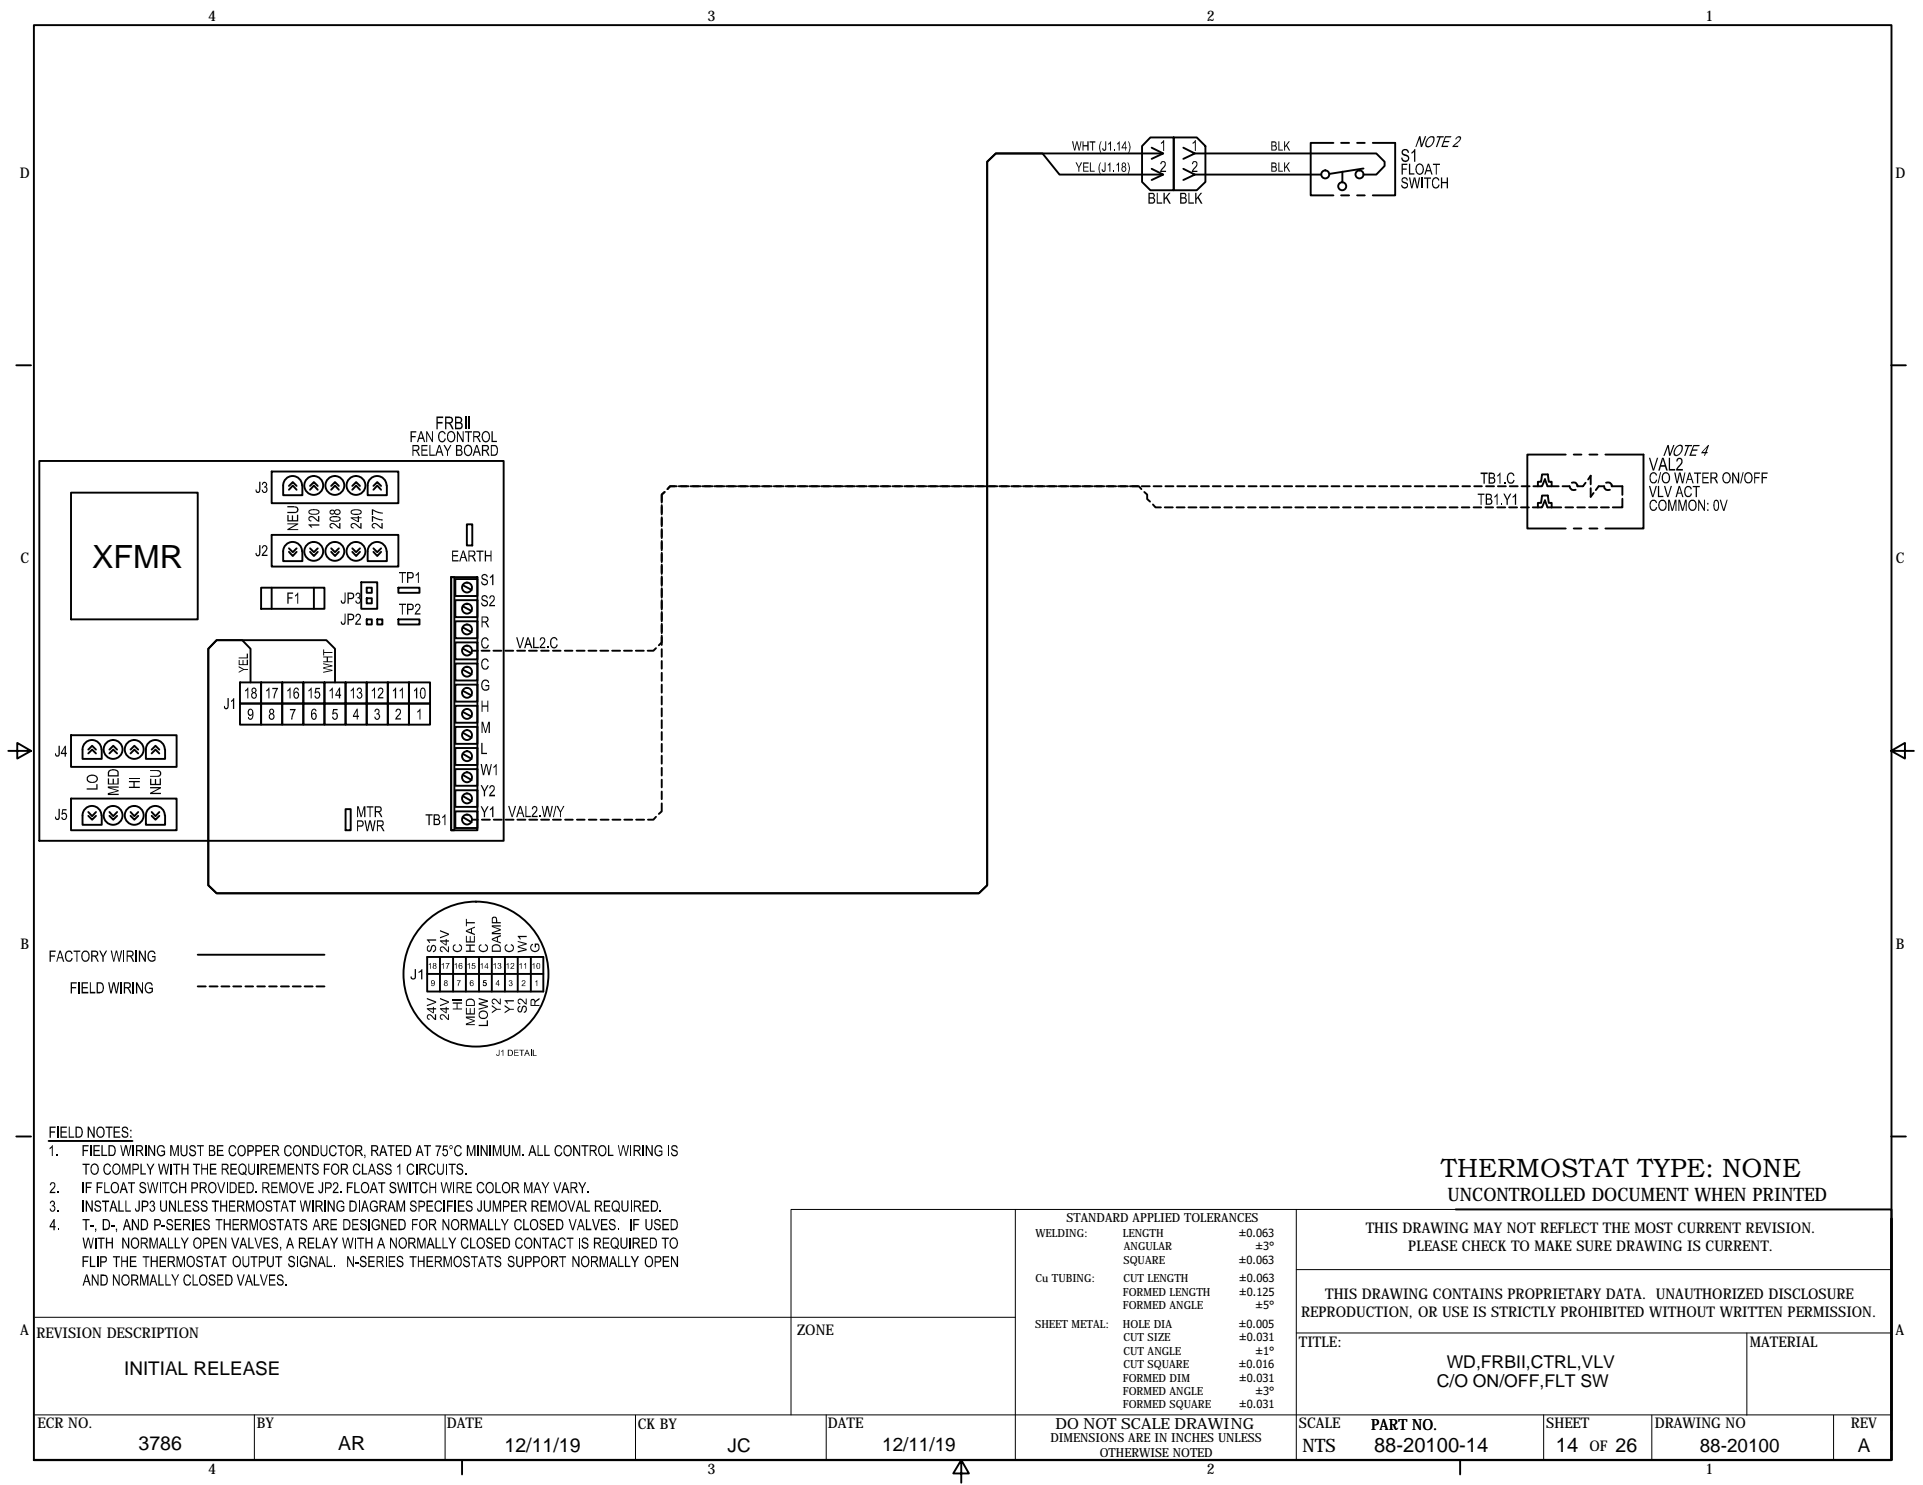 4 3 2 1
D D
C C
B B
A A
WHT (J1.14)
YEL (J1.18)
1 1
2 2
BLK BLK
BLK
BLK
NOTE 2
S1
FLOAT
SWITCH
FRBII
FAN CONTROL
RELAY BOARD
XFMR
J3
NEU 120 208 240 277
J2
F1
JP3
JP2
TP1
TP2
EARTH
S1
S2
R
C
C
G
H
M
L
W1
Y2
Y1
TB1
VAL2.C
VAL2.W/Y
YEL
WHT
J1
18 17 16 15 14 13 12 11 10
9 8 7 6 5 4 3 2 1
J4
LO MED HI NEU
J5
MTR
PWR
TB1.C
TB1.Y1
NOTE 4
VAL2
C/O WATER ON/OFF
VLV ACT
COMMON: 0V
FACTORY WIRING
FIELD WIRING
S1 24V C HEAT C DAMP C W1 G
J1
18 17 16 15 14 13 12 11 10
9 8 7 6 5 4 3 2 1
24V 24V HI MED LOW Y2 Y1 S2 R
J1 DETAIL
FIELD NOTES:
1. FIELD WIRING MUST BE COPPER CONDUCTOR, RATED AT 75°C MINIMUM. ALL CONTROL WIRING IS
TO COMPLY WITH THE REQUIREMENTS FOR CLASS 1 CIRCUITS.
2. IF FLOAT SWITCH PROVIDED. REMOVE JP2. FLOAT SWITCH WIRE COLOR MAY VARY.
3. INSTALL JP3 UNLESS THERMOSTAT WIRING DIAGRAM SPECIFIES JUMPER REMOVAL REQUIRED.
4. T-, D-, AND P-SERIES THERMOSTATS ARE DESIGNED FOR NORMALLY CLOSED VALVES. IF USED
WITH NORMALLY OPEN VALVES, A RELAY WITH A NORMALLY CLOSED CONTACT IS REQUIRED TO
FLIP THE THERMOSTAT OUTPUT SIGNAL. N-SERIES THERMOSTATS SUPPORT NORMALLY OPEN
AND NORMALLY CLOSED VALVES.
THERMOSTAT TYPE: NONE
UNCONTROLLED DOCUMENT WHEN PRINTED
STANDARD APPLIED TOLERANCES
WELDING: LENGTH ±0.063
ANGULAR ±3°
SQUARE ±0.063
Cu TUBING: CUT LENGTH ±0.063
FORMED LENGTH ±0.125
FORMED ANGLE ±5°
SHEET METAL: HOLE DIA ±0.005
CUT SIZE ±0.031
CUT ANGLE ±1°
CUT SQUARE ±0.016
FORMED DIM ±0.031
FORMED ANGLE ±3°
FORMED SQUARE ±0.031
THIS DRAWING MAY NOT REFLECT THE MOST CURRENT REVISION.
PLEASE CHECK TO MAKE SURE DRAWING IS CURRENT.
THIS DRAWING CONTAINS PROPRIETARY DATA. UNAUTHORIZED DISCLOSURE
REPRODUCTION, OR USE IS STRICTLY PROHIBITED WITHOUT WRITTEN PERMISSION.
REVISION DESCRIPTION
INITIAL RELEASE
ZONE
TITLE:
WD,FRBII,CTRL,VLV
C/O ON/OFF,FLT SW
MATERIAL
ECR NO.
3786
BY
AR
DATE
12/11/19
CK BY
JC
DATE
12/11/19
DO NOT SCALE DRAWING
DIMENSIONS ARE IN INCHES UNLESS
OTHERWISE NOTED
SCALE
NTS
PART NO.
88-20100-14
SHEET
14 OF 26
DRAWING NO
88-20100
REV
A
4 3 2 1